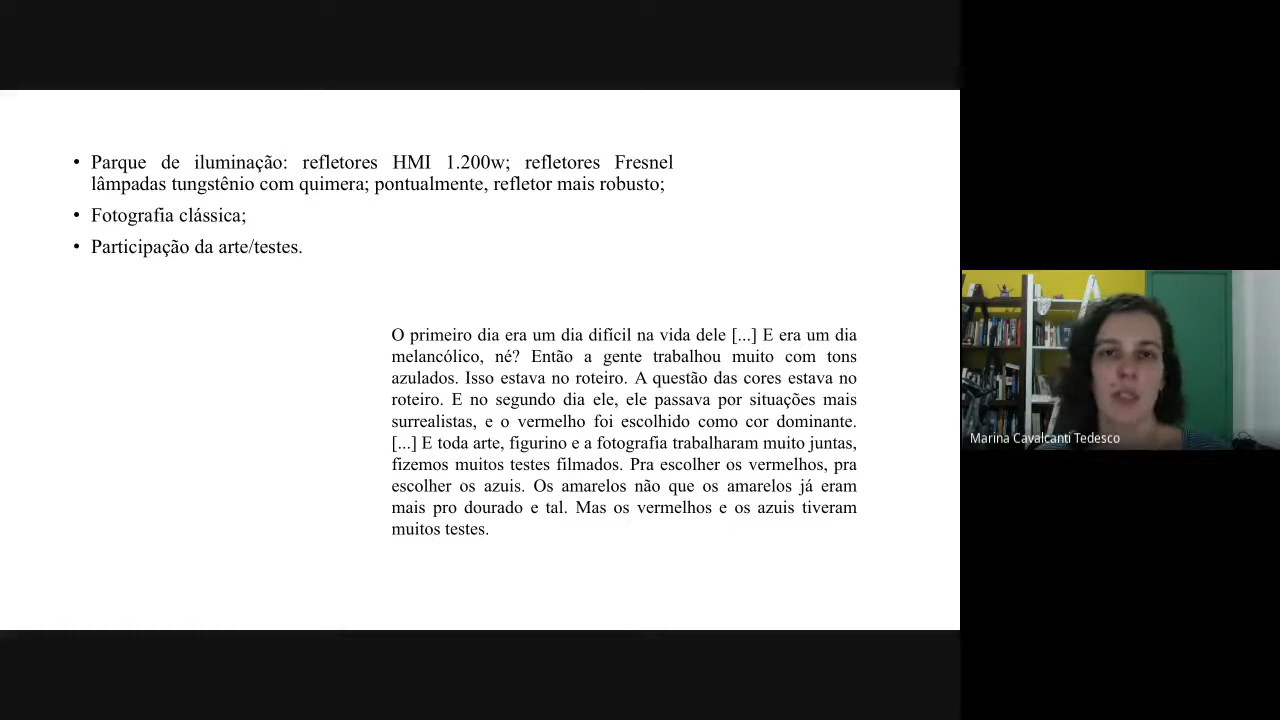 • Parque de iluminação: refletores HMI 1.200w; refletores Fresnel
lâmpadas tungstênio com quimera; pontualmente, refletor mais robusto;
• Fotografia clássica;
• Participação da arte/testes.
O primeiro dia era um dia difícil na vida dele [...] E era um dia
melancólico, né? Então a gente trabalhou muito com tons
azulados. Isso estava no roteiro. A questão das cores estava no
roteiro. E no segundo dia ele, ele passava por situações mais
surrealistas, e o vermelho foi escolhido como cor dominante.
[...] E toda arte, figurino e a fotografia trabalharam muito juntas,
fizemos muitos testes filmados. Pra escolher os vermelhos, pra
escolher os azuis. Os amarelos não que os amarelos já eram
mais pro dourado e tal. Mas os vermelhos e os azuis tiveram
muitos testes.
Marina Cavalcanti Tedesco